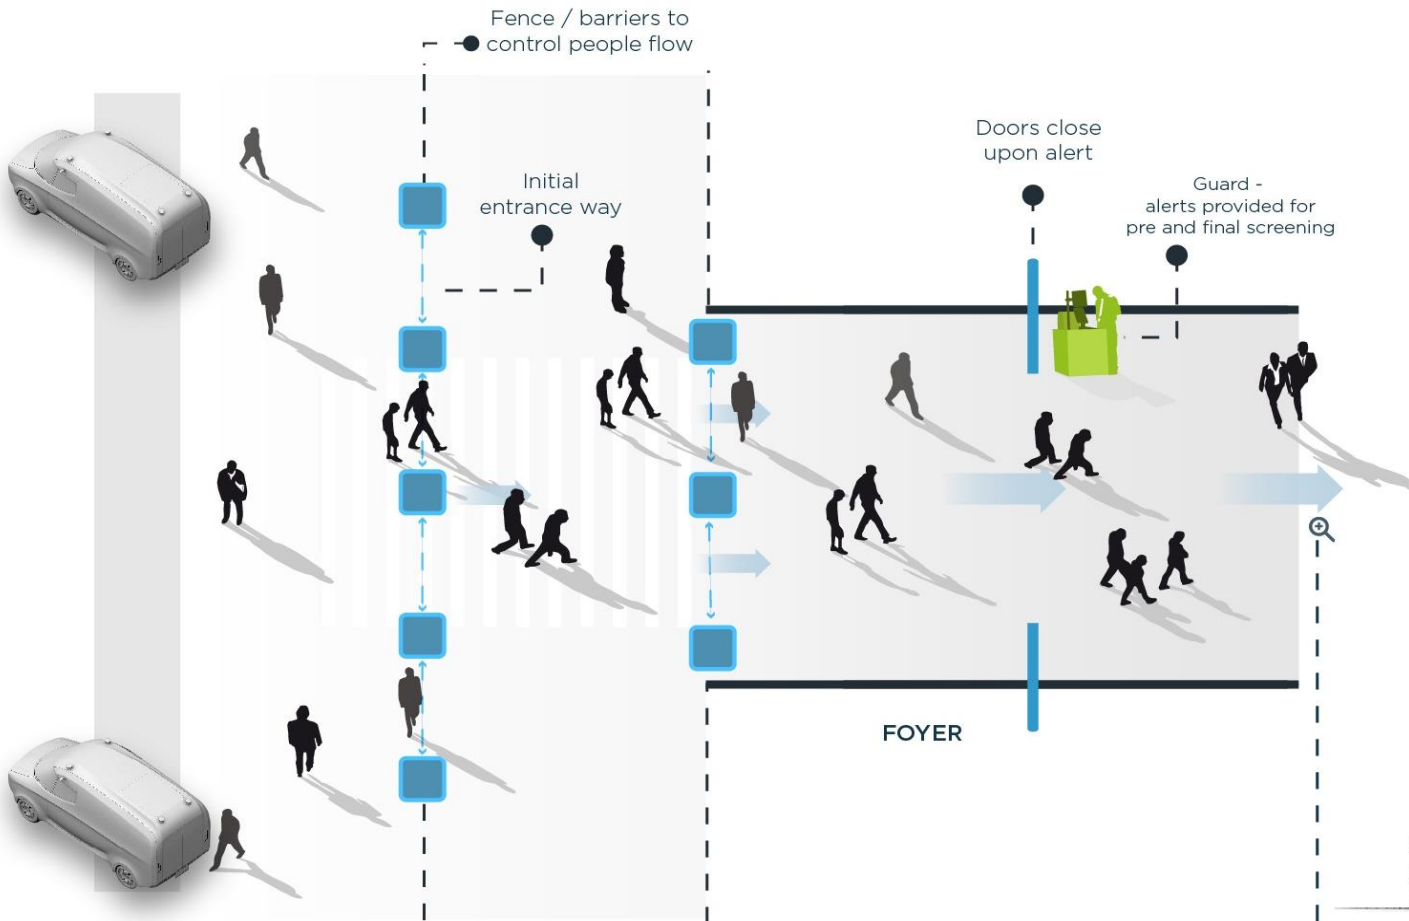 Fence / barriers to
control people flow
Initial
entrance way
Doors close
upon alert
Guard -
alerts provided for
pre and final screening
FOYER